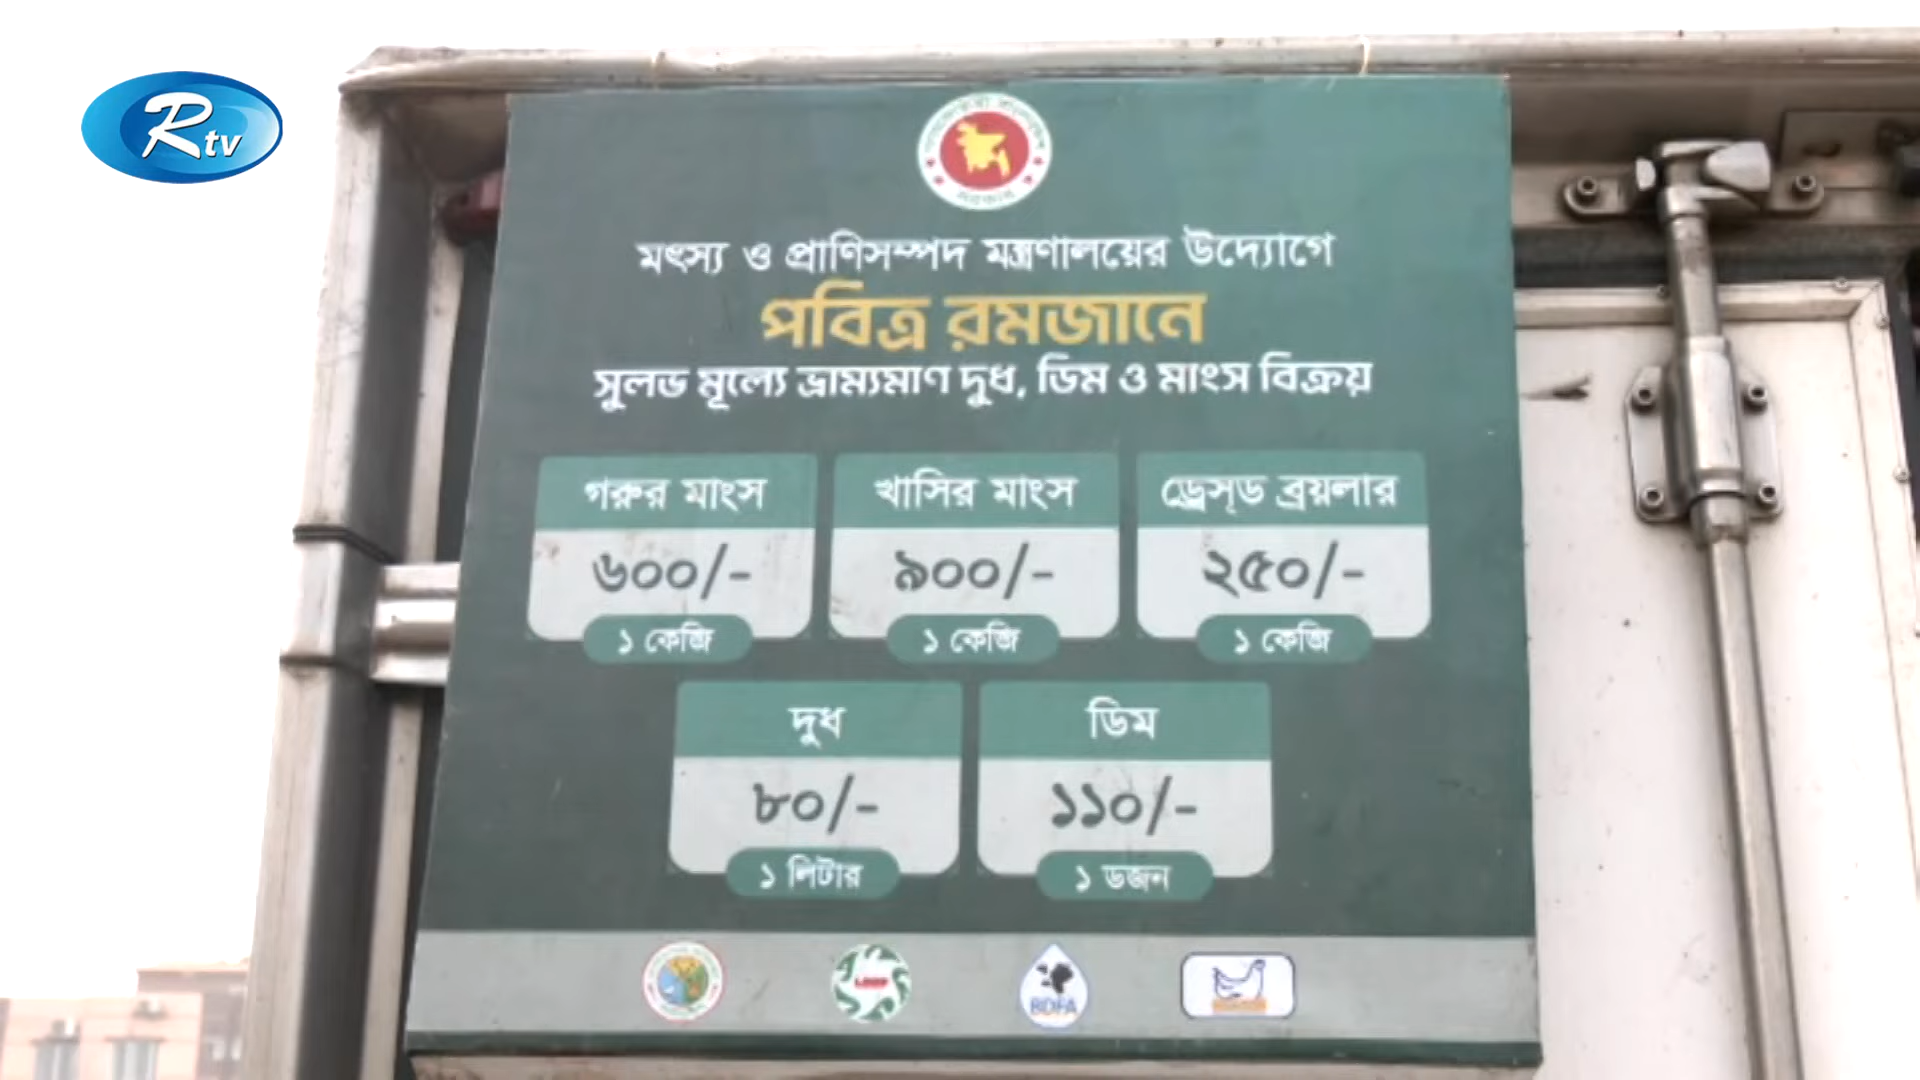 Rtv
মৎস্য ও প্রাণিসম্পদ মন্ত্রণালয়ের উদ্যোগে
পবিত্র রমজানে
সুলভ মূল্যে ভ্রাম্যমাণ দুধ, ডিম ও মাংস বিক্রয়
গরুর মাংস
৬০০/-
১ কেজি
খাসির মাংস
৯০০/-
১ কেজি
ড্রেস্ড ব্রয়লার
২৫০/-
১ কেজি
দুধ
৮০/-
১ লিটার
ডিম
১১০/-
১ ডজন
BDFA